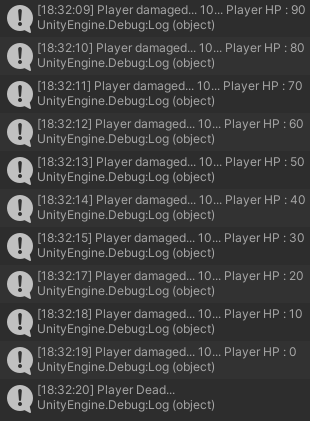 [18:32:09] Player damaged... 10... Player HP : 90
UnityEngine.Debug:Log (object)
[18:32:10] Player damaged... 10... Player HP : 80
UnityEngine.Debug:Log (object)
[18:32:11] Player damaged... 10... Player HP : 70
UnityEngine.Debug:Log (object)
[18:32:12] Player damaged... 10... Player HP : 60
UnityEngine.Debug:Log (object)
[18:32:13] Player damaged... 10... Player HP : 50
UnityEngine.Debug:Log (object)
[18:32:14] Player damaged... 10... Player HP : 40
UnityEngine.Debug:Log (object)
[18:32:15] Player damaged... 10... Player HP : 30
UnityEngine.Debug:Log (object)
[18:32:17] Player damaged... 10... Player HP : 20
UnityEngine.Debug:Log (object)
[18:32:18] Player damaged... 10... Player HP : 10
UnityEngine.Debug:Log (object)
[18:32:19] Player damaged... 10... Player HP : 0
UnityEngine.Debug:Log (object)
[18:32:20] Player Dead...
UnityEngine.Debug:Log (object)